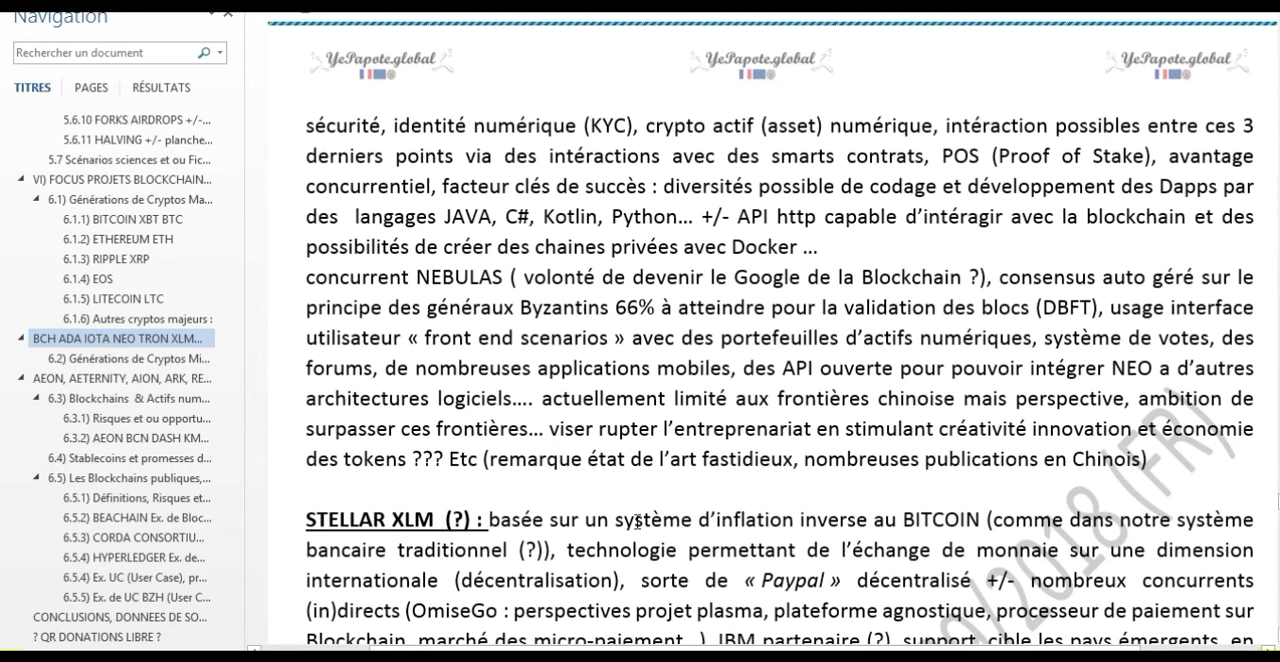 Navigation
Rechercher un document
TITRES PAGES RÉSULTATS
5.6.10 FORKS AIRDROPS +/-...
5.6.11 HALVING +/- planche...
5.7 Scénarios sciences et ou Fic...
VI) FOCUS PROJETS BLOCKCHAIN...
6.1) Générations de Cryptos Ma...
6.1.1) BITCOIN XBT BTC
6.1.2) ETHEREUM ETH
6.1.3) RIPPLE XRP
6.1.4) EOS
6.1.5) LITECOIN LTC
6.1.6) Autres cryptos majeurs :
BCH ADA IOTA NEO TRON XLM...
6.2) Générations de Cryptos Mi...
AEON, AETERNITY, AION, ARK, RE...
6.3) Blockchains & Actifs num...
6.3.1) Risques et ou opportu...
6.3.2) AEON BCN DASH KM...
6.4) Stablecoins et promesses d...
6.5) Les Blockchains publiques,...
6.5.1) Définitions, Risques et...
6.5.2) BEACHAIN Ex. de Bloc...
6.5.3) CORDA CONSORTIU...
6.5.4) HYPERLEDGER Ex. de...
6.5.4) Ex. UC (User Case), pr...
6.5.5) Ex. de UC BZH (User C...
CONCLUSIONS, DONNEES DE SO...
? QR DONATIONS LIBRE ?
YePapote.global YePapote.global YePapote.global
sécurité, identité numérique (KYC), crypto actif (asset) numérique, intéraction possibles entre ces 3
derniers points via des intéractions avec des smarts contrats, POS (Proof of Stake), avantage
concurrentiel, facteur clés de succès : diversités possible de codage et développement des Dapps par
des langages JAVA, C#, Kotlin, Python... +/- API http capable d'intéragir avec la blockchain et des
possibilités de créer des chaines privées avec Docker ...
concurrent NEBULAS ( volonté de devenir le Google de la Blockchain ?), consensus auto géré sur le
principe des généraux Byzantins 66% à atteindre pour la validation des blocs (DBFT), usage interface
utilisateur « front end scenarios » avec des portefeuilles d'actifs numériques, système de votes, des
forums, de nombreuses applications mobiles, des API ouverte pour pouvoir intégrer NEO a d'autres
architectures logiciels.... actuellement limité aux frontières chinoise mais perspective, ambition de
surpasser ces frontières... viser rupter l'entreprenariat en stimulant créativité innovation et économie
des tokens ??? Etc (remarque état de l'art fastidieux, nombreuses publications en Chinois)
STELLAR XLM (?) : basée sur un système d'inflation inverse au BITCOIN (comme dans notre système
bancaire traditionnel (?)), technologie permettant de l'échange de monnaie sur une dimension
internationale (décentralisation), sorte de « Paypal » décentralisé +/- nombreux concurrents
(in)directs (OmiseGo : perspectives projet plasma, plateforme agnostique, processeur de paiement sur
Blockchain, marché des micro-paiement...), IBM partenaire (?), support, cible les pays émergents, en
/2018 (FR)